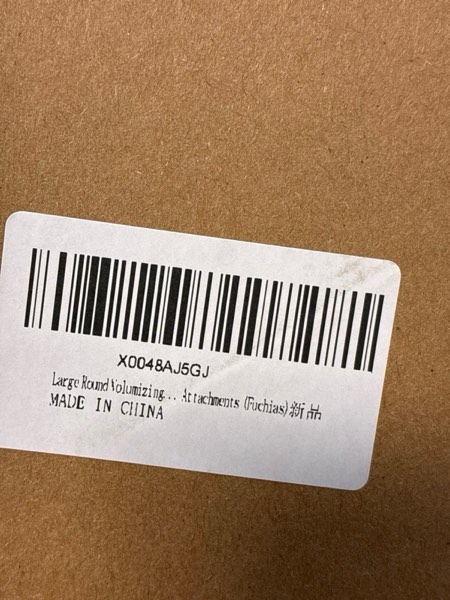 X0048AJ5GJ
Large Round Volumizing... Attachments (Fuchias)新品
MADE IN CHINA